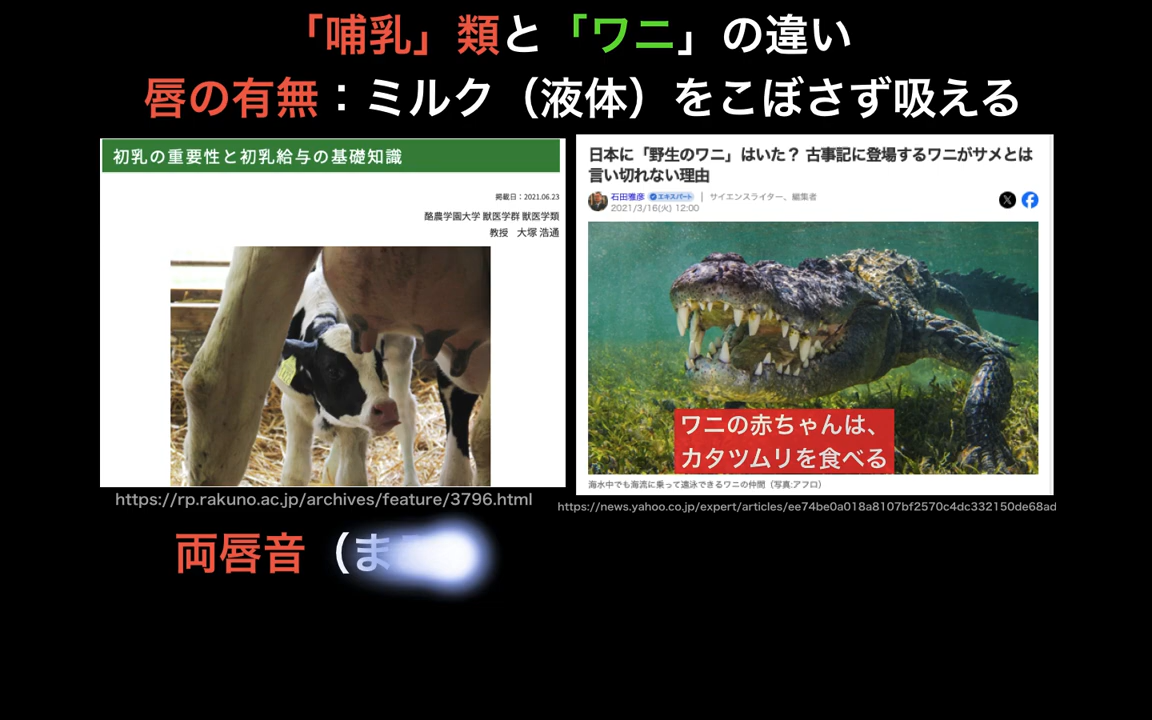 「哺乳」類と「ワニ」の違い
唇の有無：ミルク（液体）をこぼさず吸える
初乳の重要性と初乳給与の基礎知識
掲載日：2021.06.23
酪農学園大学 獣医学群 獣医学類
教授　大塚 浩通
https://rp.rakuno.ac.jp/archives/feature/3796.html
日本に「野生のワニ」はいた？ 古事記に登場するワニがサメとは
言い切れない理由
石田雅彦 エキスパート ｜ サイエンスライター、編集者
2021/3/16(火) 12:00
ワニの赤ちゃんは、
カタツムリを食べる
海水中でも海流に乗って遠泳できるワニの仲間（写真:アフロ）
https://news.yahoo.co.jp/expert/articles/ee74be0a018a8107bf2570c4dc332150de68ad
両唇音（ま